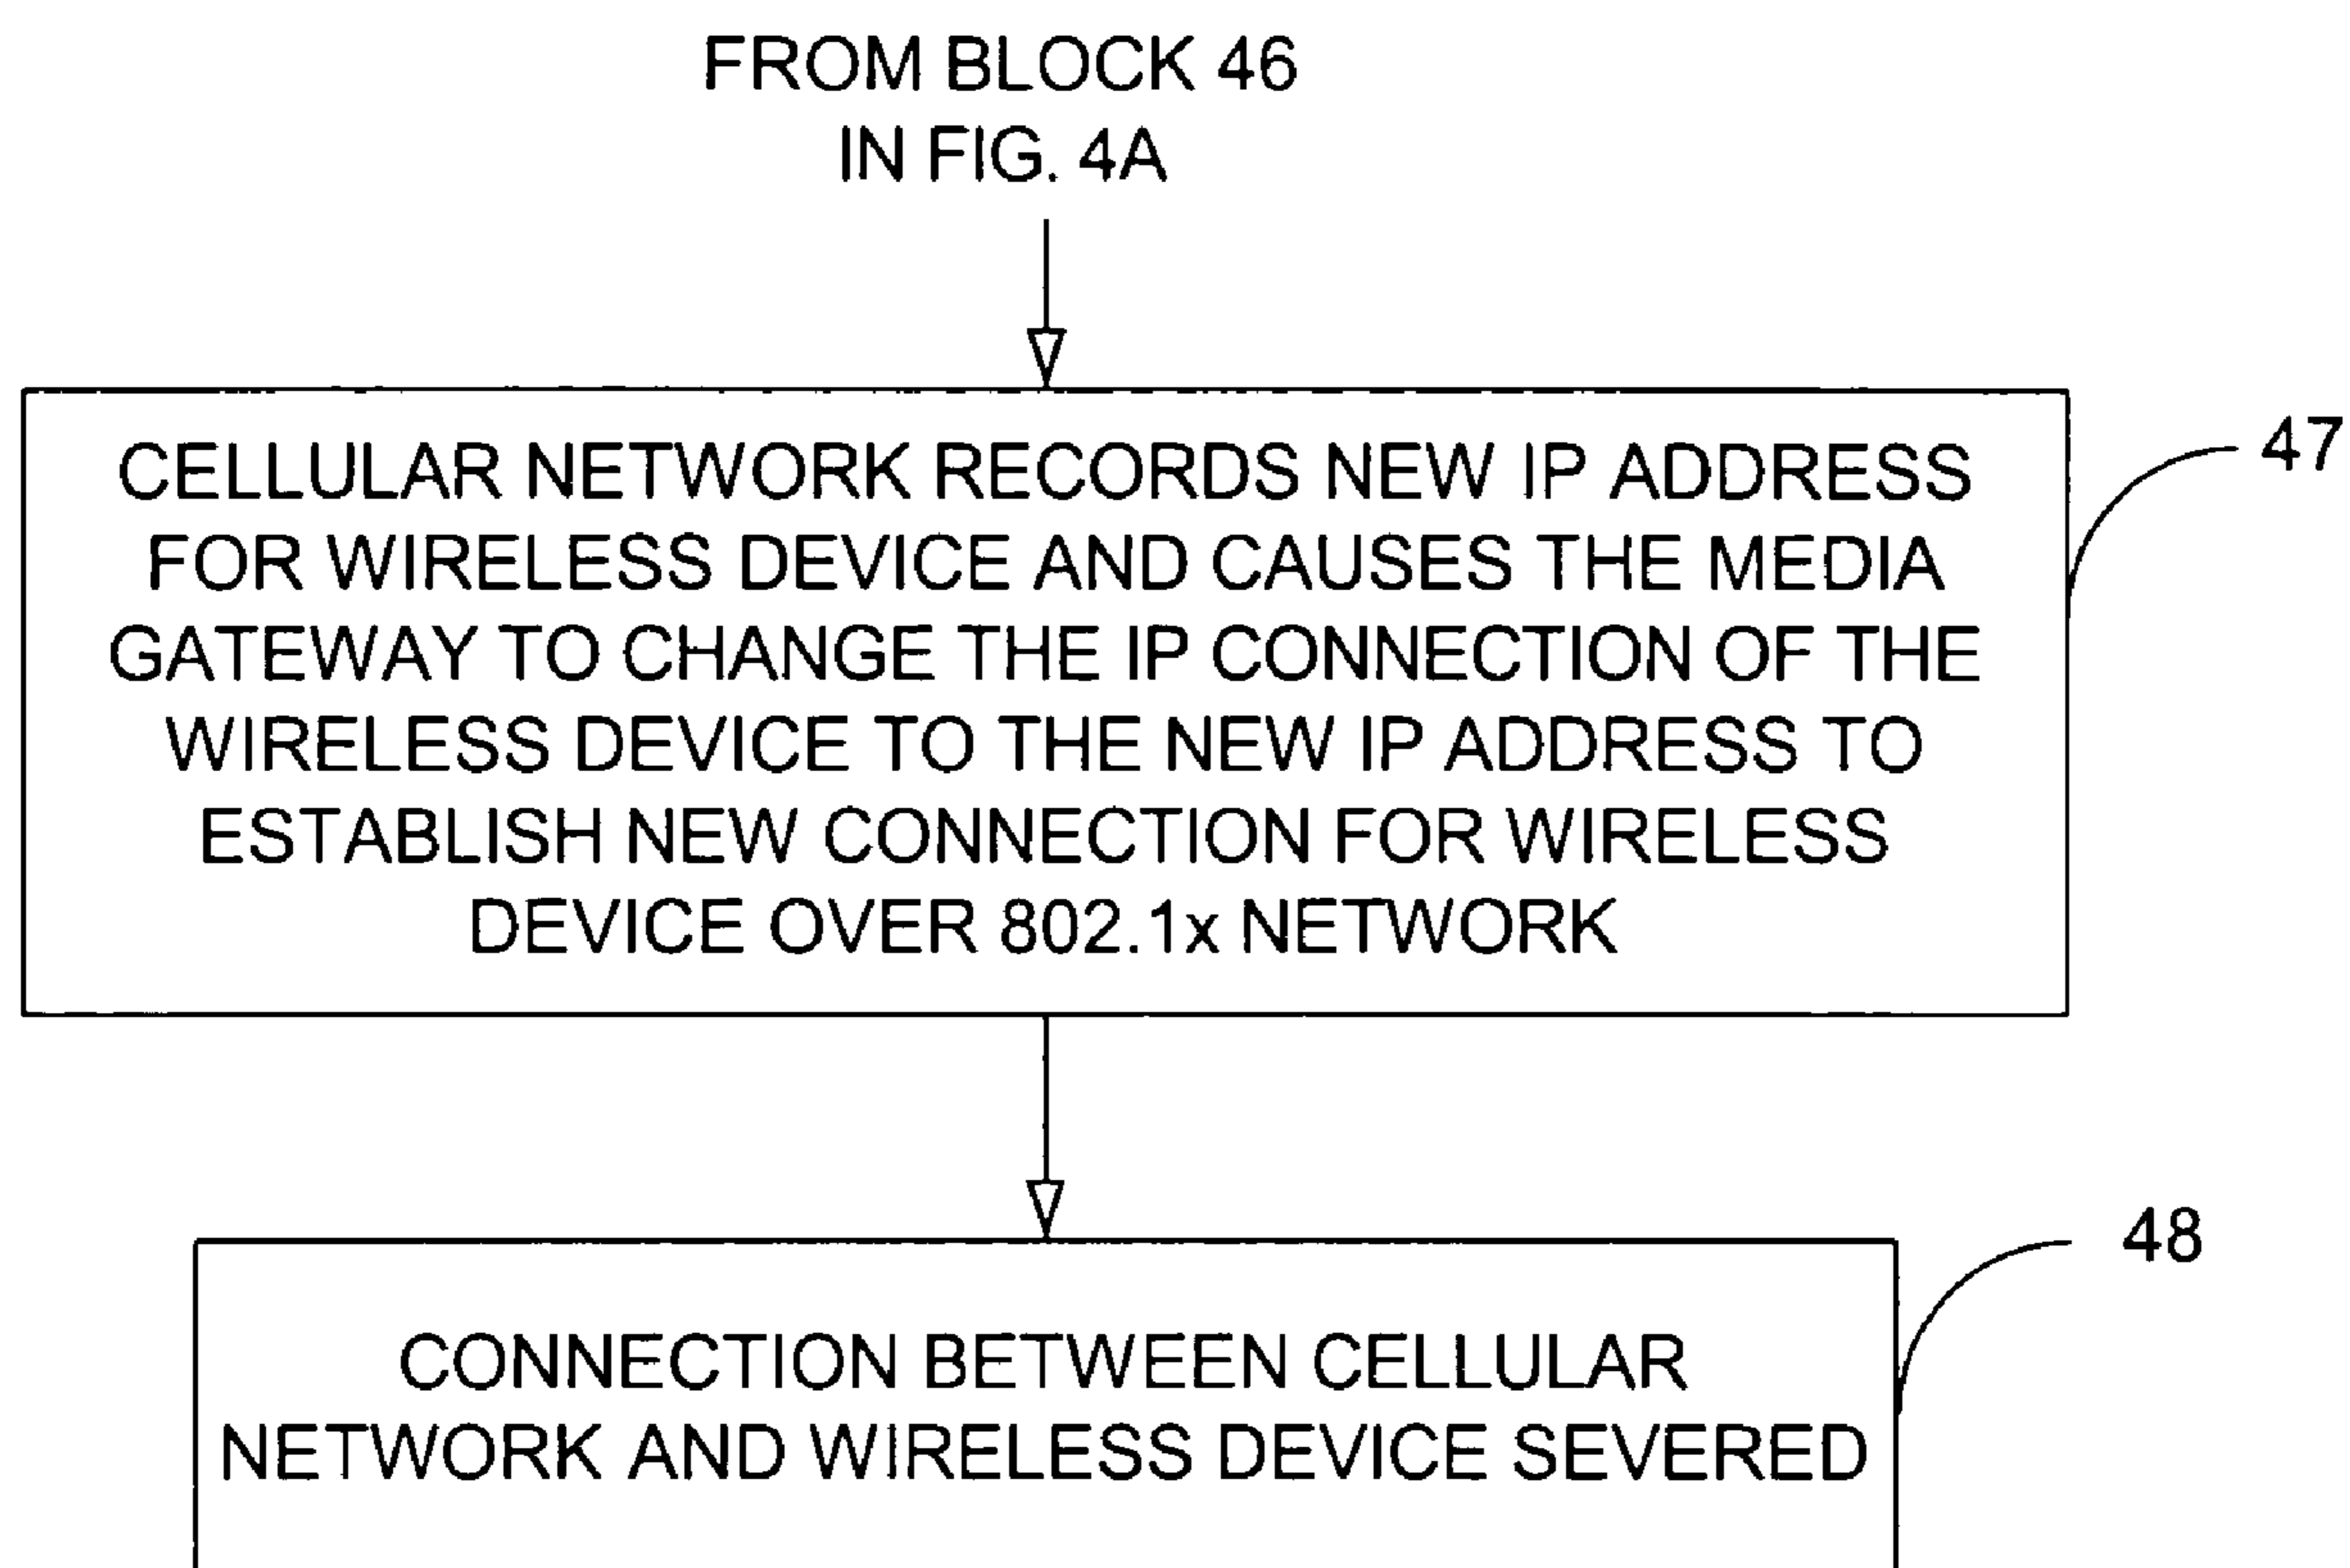 FROM BLOCK 46
IN FIG. 4A
CELLULAR NETWORK RECORDS NEW IP ADDRESS
FOR WIRELESS DEVICE AND CAUSES THE MEDIA
GATEWAY TO CHANGE THE IP CONNECTION OF THE
WIRELESS DEVICE TO THE NEW IP ADDRESS TO
ESTABLISH NEW CONNECTION FOR WIRELESS
DEVICE OVER 802.1x NETWORK
47
CONNECTION BETWEEN CELLULAR
NETWORK AND WIRELESS DEVICE SEVERED
48